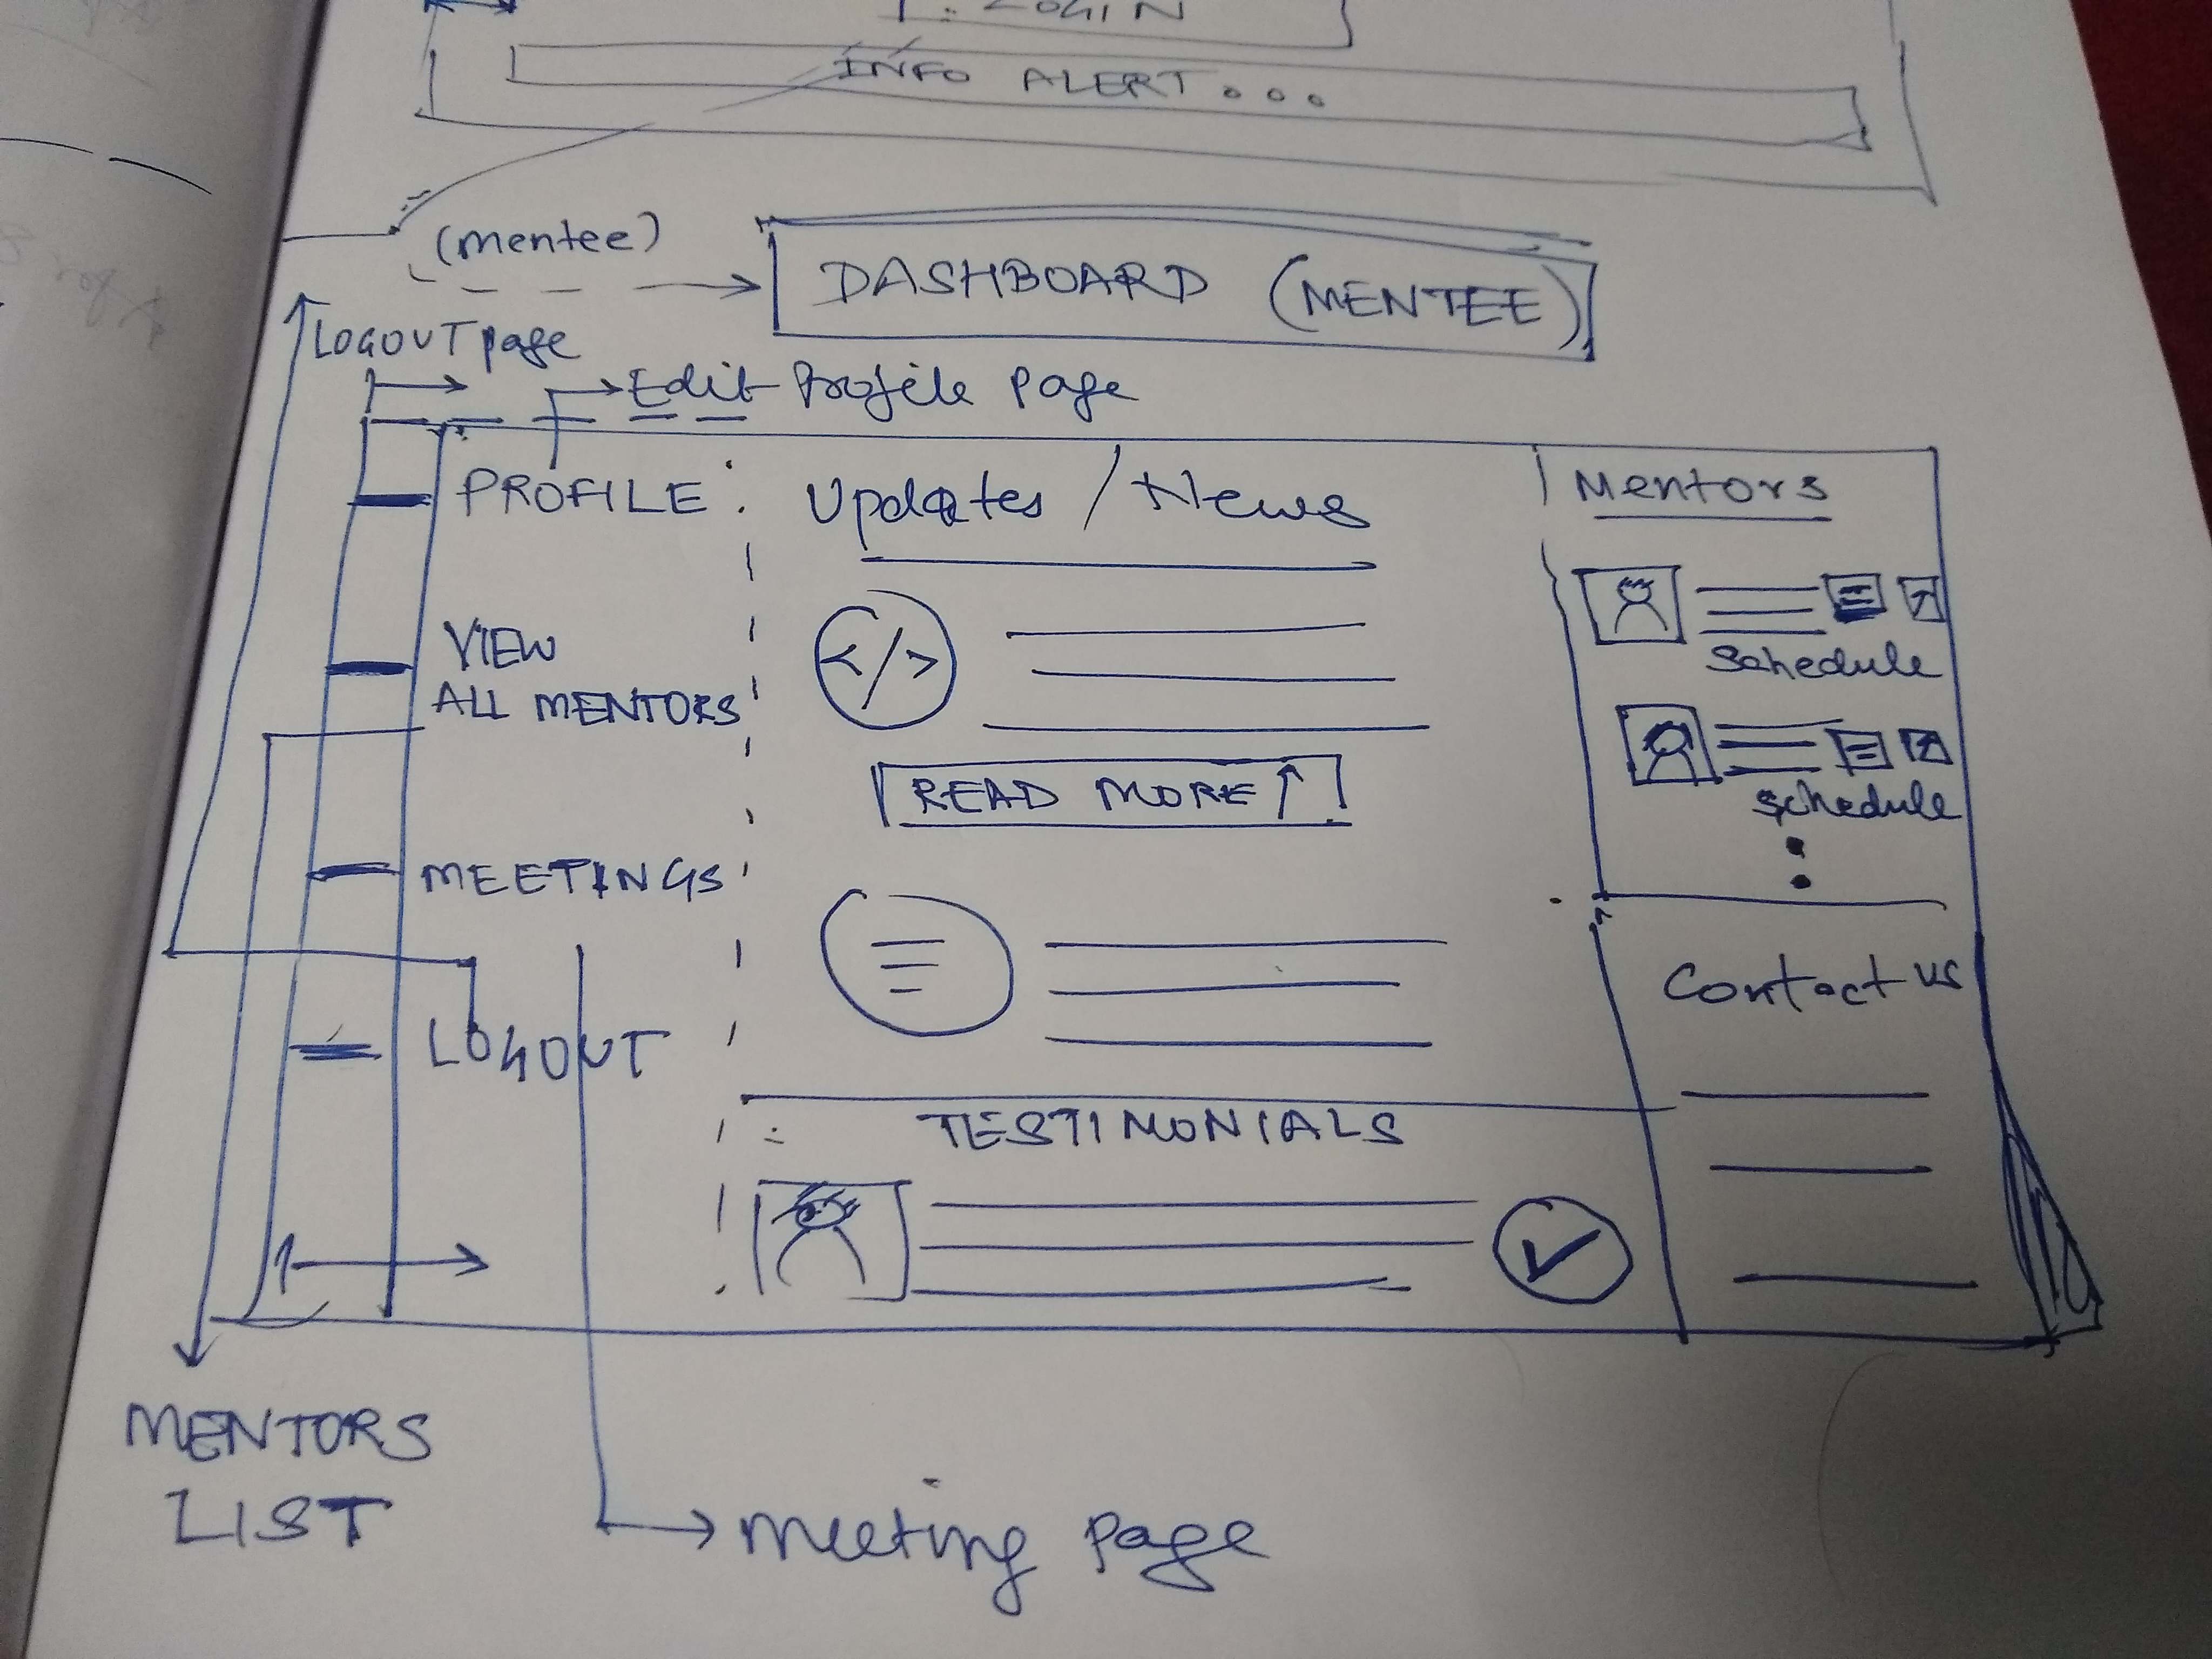 LOGIN
INFO ALERT...
(mentee)
DASHBOARD (MENTEE)
LOGOUT page
Edit Profile Page
PROFILE
Updates / News
Mentors
VIEW
ALL MENTORS
</>
Schedule
READ MORE ↑
Schedule
MEETINGS
Contact us
LOGOUT
TESTIMONIALS
MENTORS
LIST
Meeting page